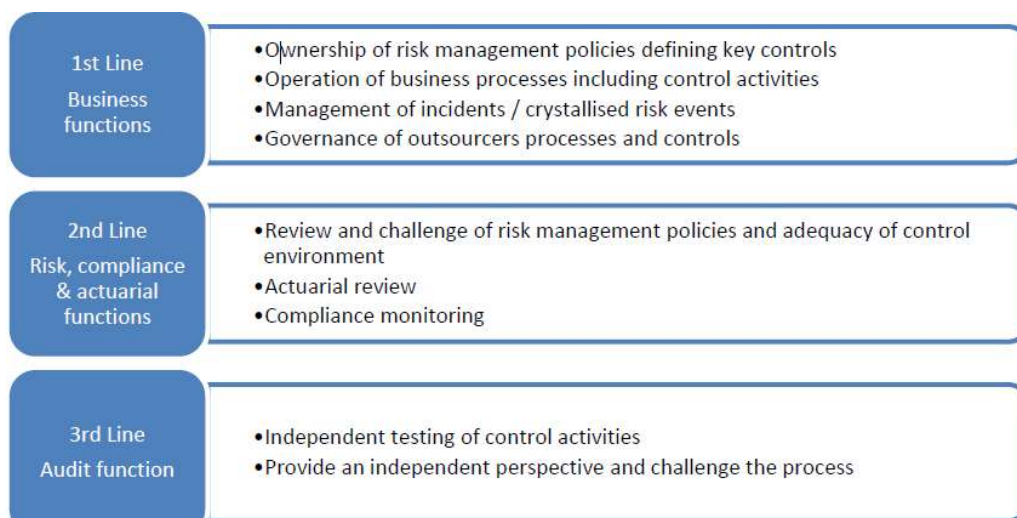 1st Line
Business
functions
•Ownership of risk management policies defining key controls
•Operation of business processes including control activities
•Management of incidents / crystallised risk events
•Governance of outsourcers processes and controls
2nd Line
Risk, compliance
& actuarial
functions
•Review and challenge of risk management policies and adequacy of control
environment
•Actuarial review
•Compliance monitoring
3rd Line
Audit function
•Independent testing of control activities
•Provide an independent perspective and challenge the process